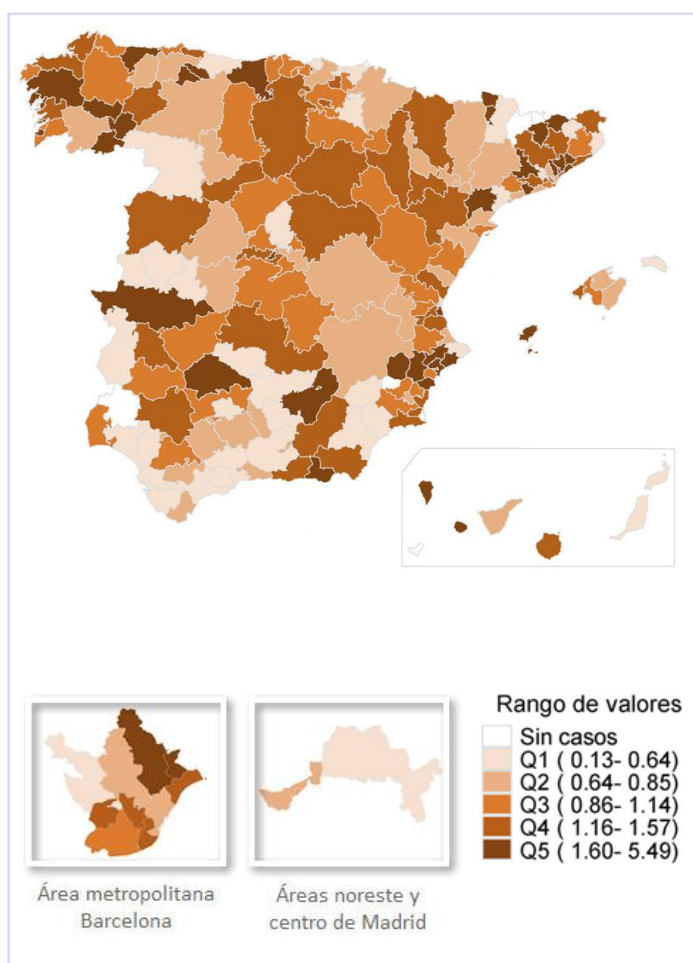 Rango de valores
Sin casos
Q1 ( 0.13- 0.64)
Q2 ( 0.64- 0.85)
Q3 ( 0.86- 1.14)
Q4 ( 1.16- 1.57)
Q5 ( 1.60- 5.49)
Área metropolitana
Barcelona
Áreas noreste y
centro de Madrid